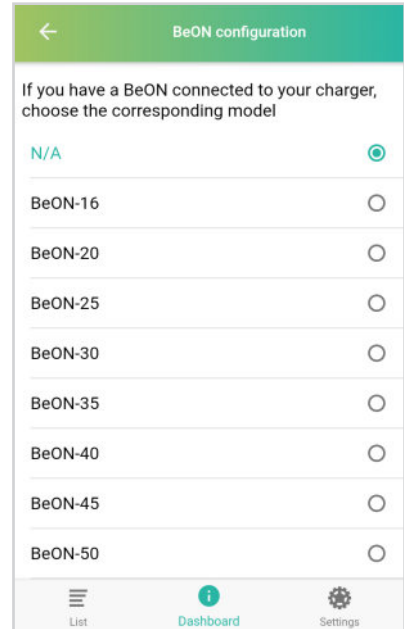 BeON configuration
If you have a BeON connected to your charger,
choose the corresponding model
N/A
BeON-16
BeON-20
BeON-25
BeON-30
BeON-35
BeON-40
BeON-45
BeON-50
List Dashboard Settings